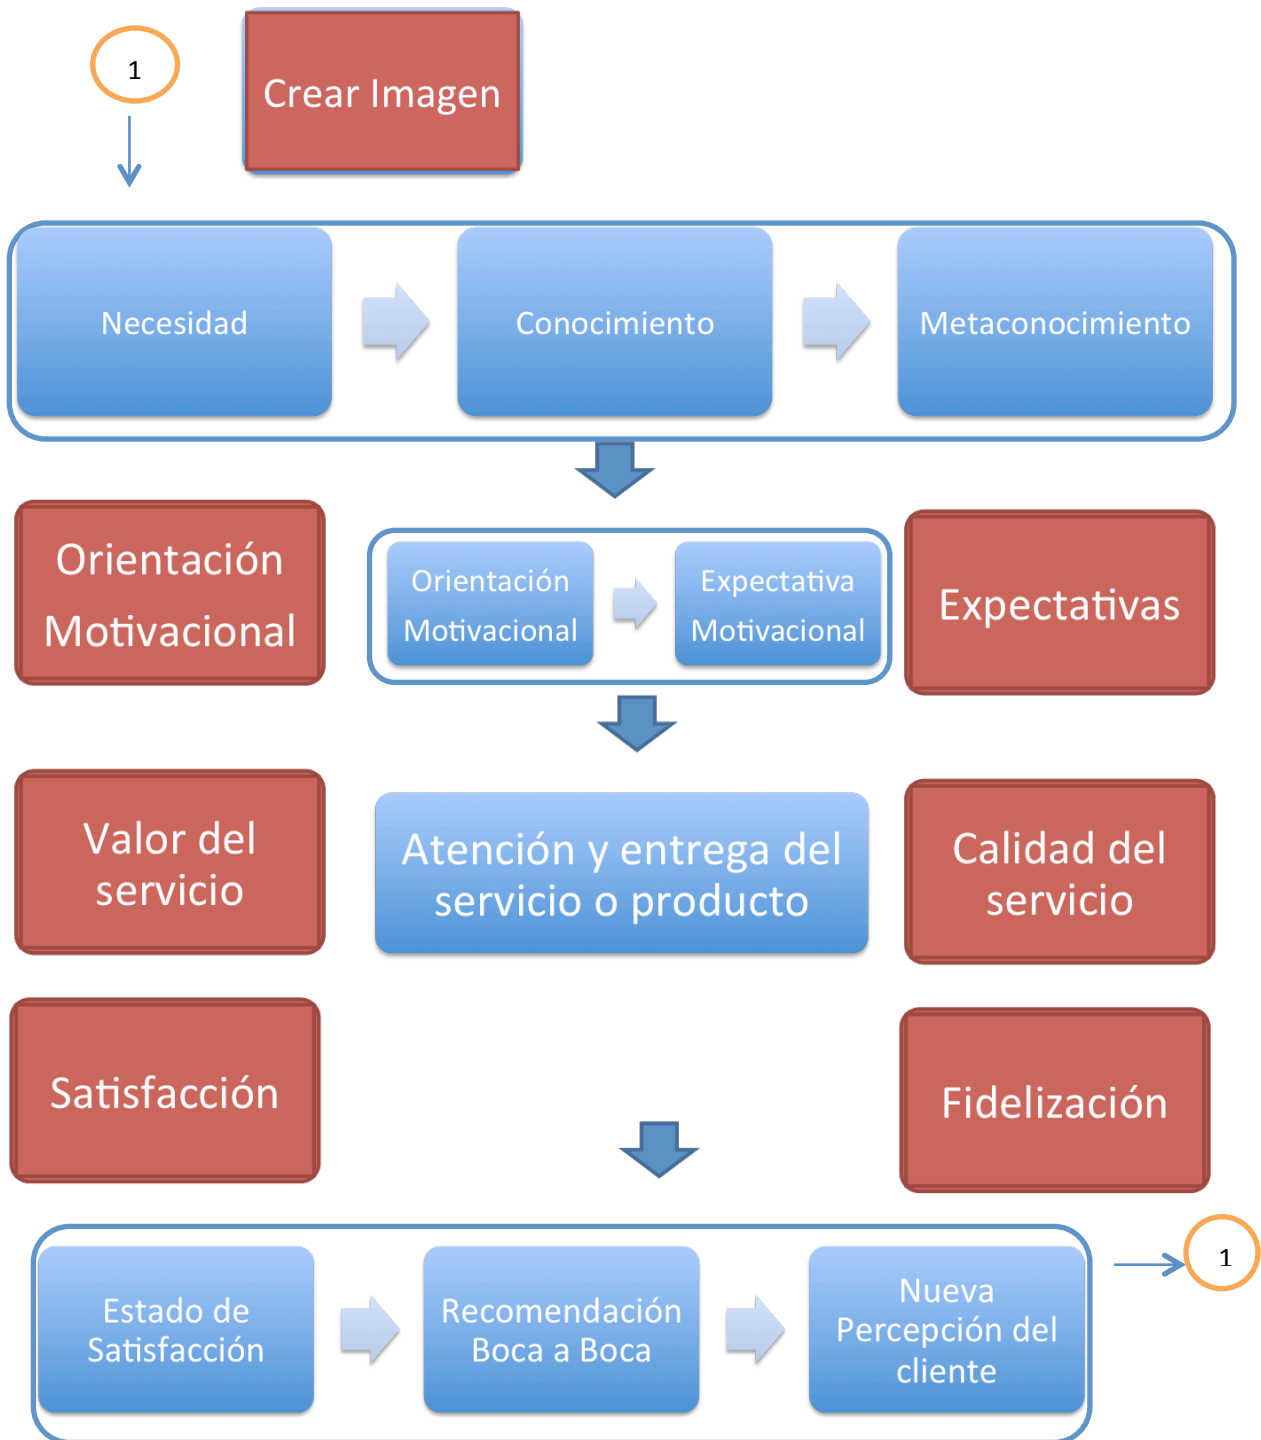 1
Crear Imagen
Necesidad
Conocimiento
Metaconocimiento
Orientación
Motivacional
Orientación
Motivacional
Expectativa
Motivacional
Expectativas
Valor del
servicio
Atención y entrega del
servicio o producto
Calidad del
servicio
Satisfacción
Fidelización
Estado de
Satisfacción
Recomendación
Boca a Boca
Nueva
Percepción del
cliente
1